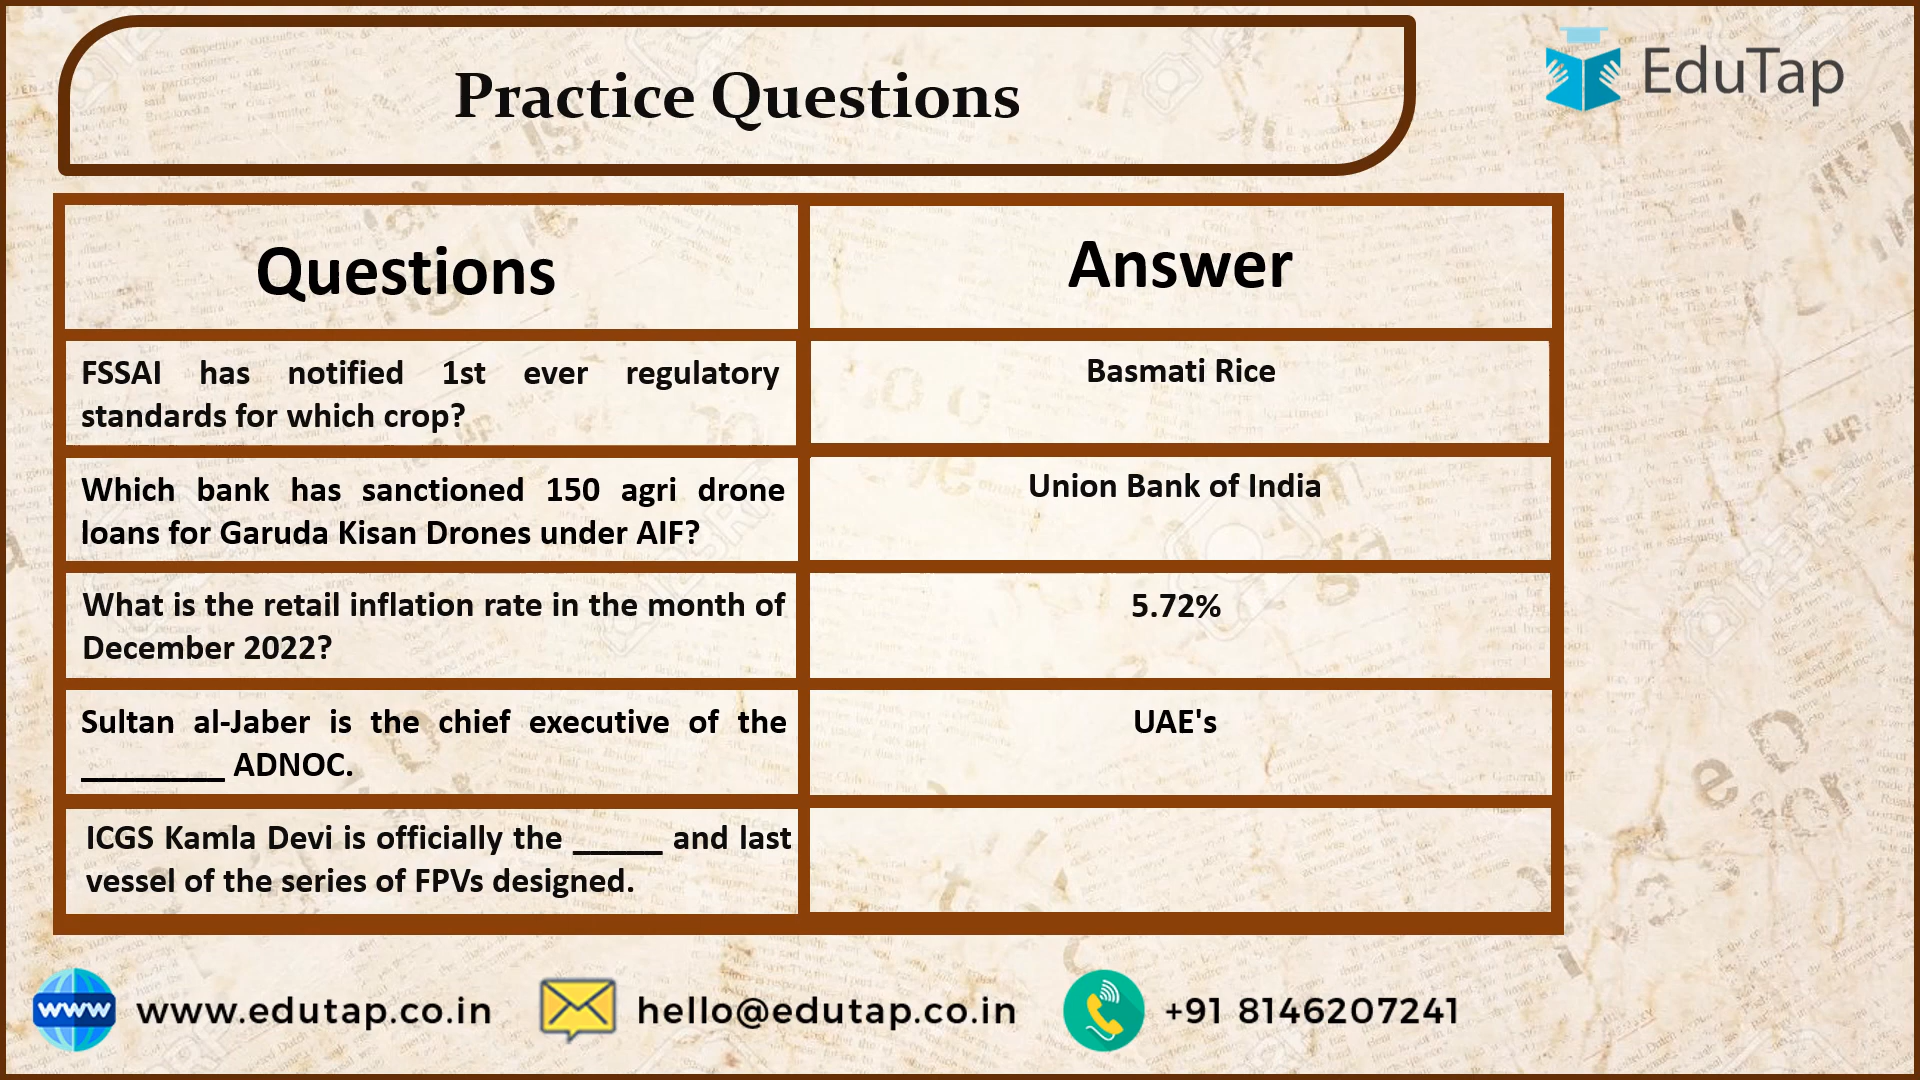 Practice Questions
EduTap
Questions
Answer
FSSAI has notified 1st ever regulatory
standards for which crop?
Basmati Rice
Which bank has sanctioned 150 agri drone
loans for Garuda Kisan Drones under AIF?
Union Bank of India
What is the retail inflation rate in the month of
December 2022?
5.72%
Sultan al-Jaber is the chief executive of the
________ ADNOC.
UAE's
ICGS Kamla Devi is officially the _____ and last
vessel of the series of FPVs designed.
www
www.edutap.co.in
hello@edutap.co.in
+91 8146207241